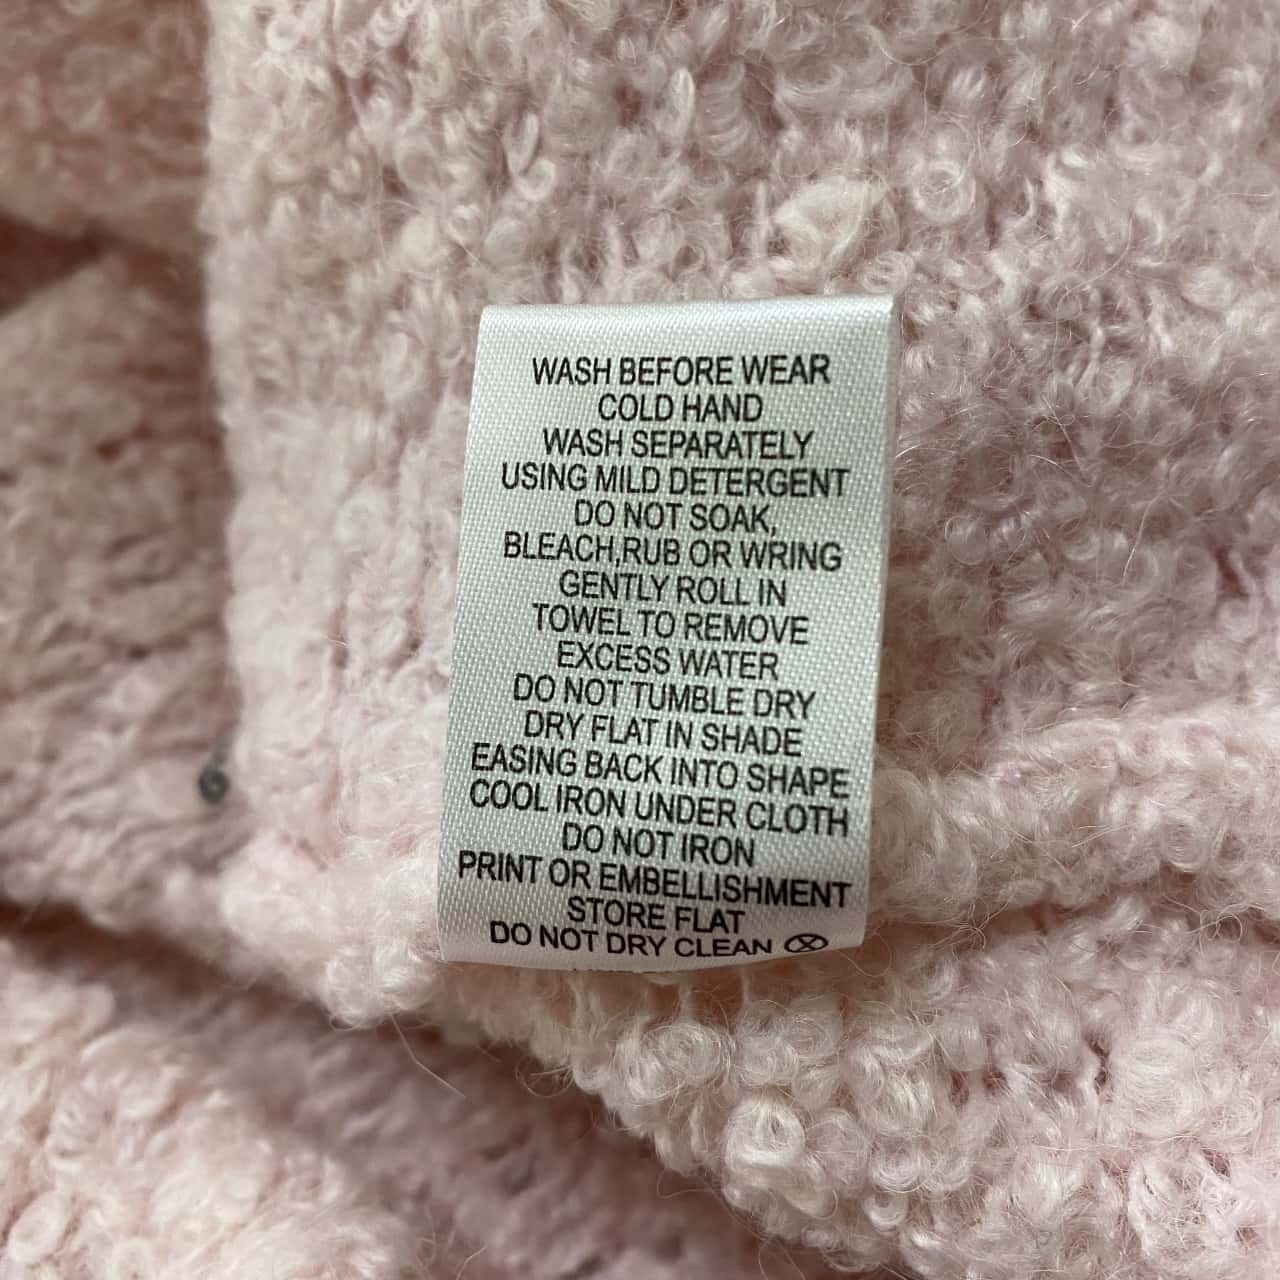 WASH BEFORE WEAR
COLD HAND
WASH SEPARATELY
USING MILD DETERGENT
DO NOT SOAK,
BLEACH,RUB OR WRING
GENTLY ROLL IN
TOWEL TO REMOVE
EXCESS WATER
DO NOT TUMBLE DRY
DRY FLAT IN SHADE
EASING BACK INTO SHAPE
COOL IRON UNDER CLOTH
DO NOT IRON
PRINT OR EMBELLISHMENT
STORE FLAT
DO NOT DRY CLEAN